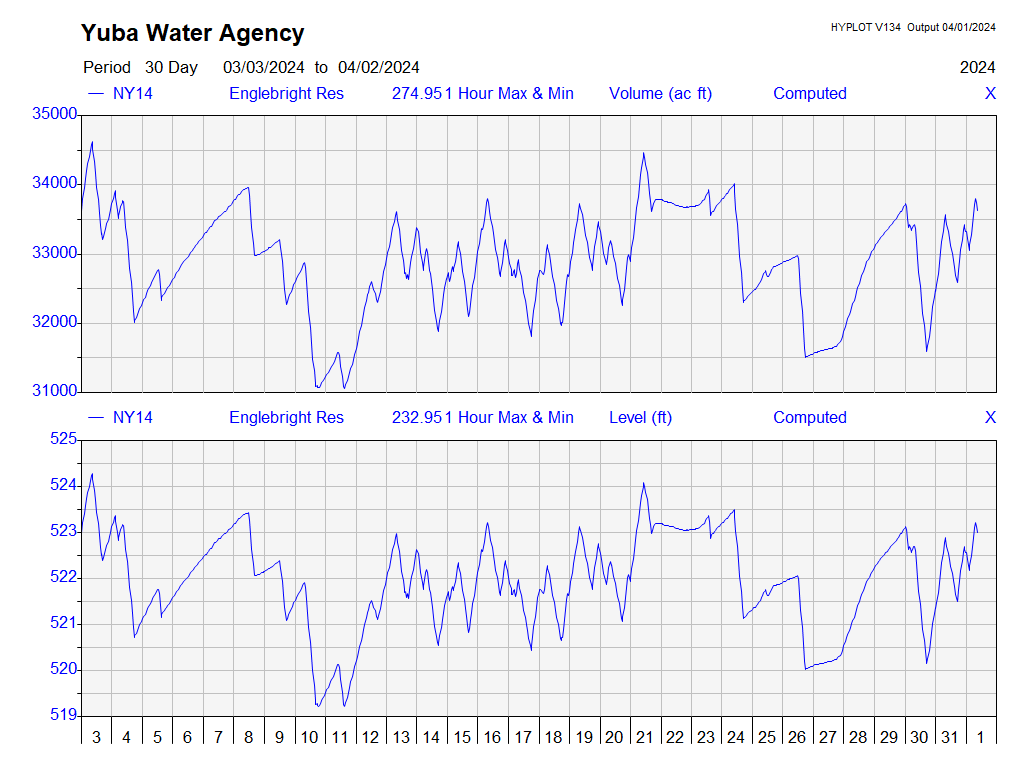 Yuba Water Agency
HYPLOT V134 Output 04/01/2024
Period 30 Day 03/03/2024 to 04/02/2024 2024
NY14 Englebright Res 274.951 Hour Max & Min Volume (ac ft) Computed X
35000
34000
33000
32000
31000
NY14 Englebright Res 232.951 Hour Max & Min Level (ft) Computed X
525
524
523
522
521
520
519
3 4 5 6 7 8 9 10 11 12 13 14 15 16 17 18 19 20 21 22 23 24 25 26 27 28 29 30 31 1